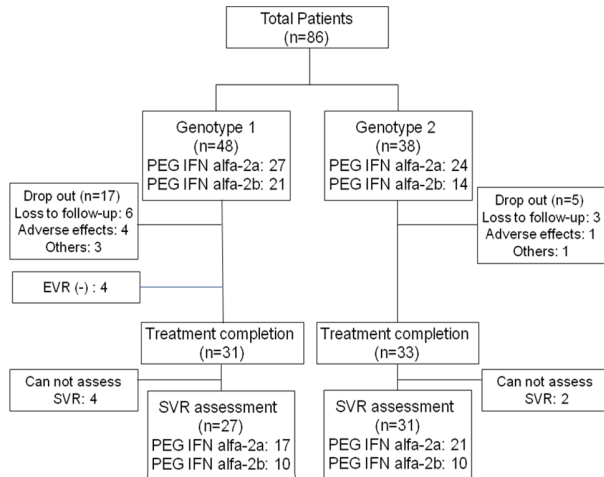 Total Patients
(n=86)
Genotype 1
(n=48)
PEG IFN alfa-2a: 27
PEG IFN alfa-2b: 21
Genotype 2
(n=38)
PEG IFN alfa-2a: 24
PEG IFN alfa-2b: 14
Drop out (n=17)
Loss to follow-up: 6
Adverse effects: 4
Others: 3
Drop out (n=5)
Loss to follow-up: 3
Adverse effects: 1
Others: 1
EVR (-) : 4
Treatment completion
(n=31)
Treatment completion
(n=33)
Can not assess
SVR: 4
Can not assess
SVR: 2
SVR assessment
(n=27)
PEG IFN alfa-2a: 17
PEG IFN alfa-2b: 10
SVR assessment
(n=31)
PEG IFN alfa-2a: 21
PEG IFN alfa-2b: 10